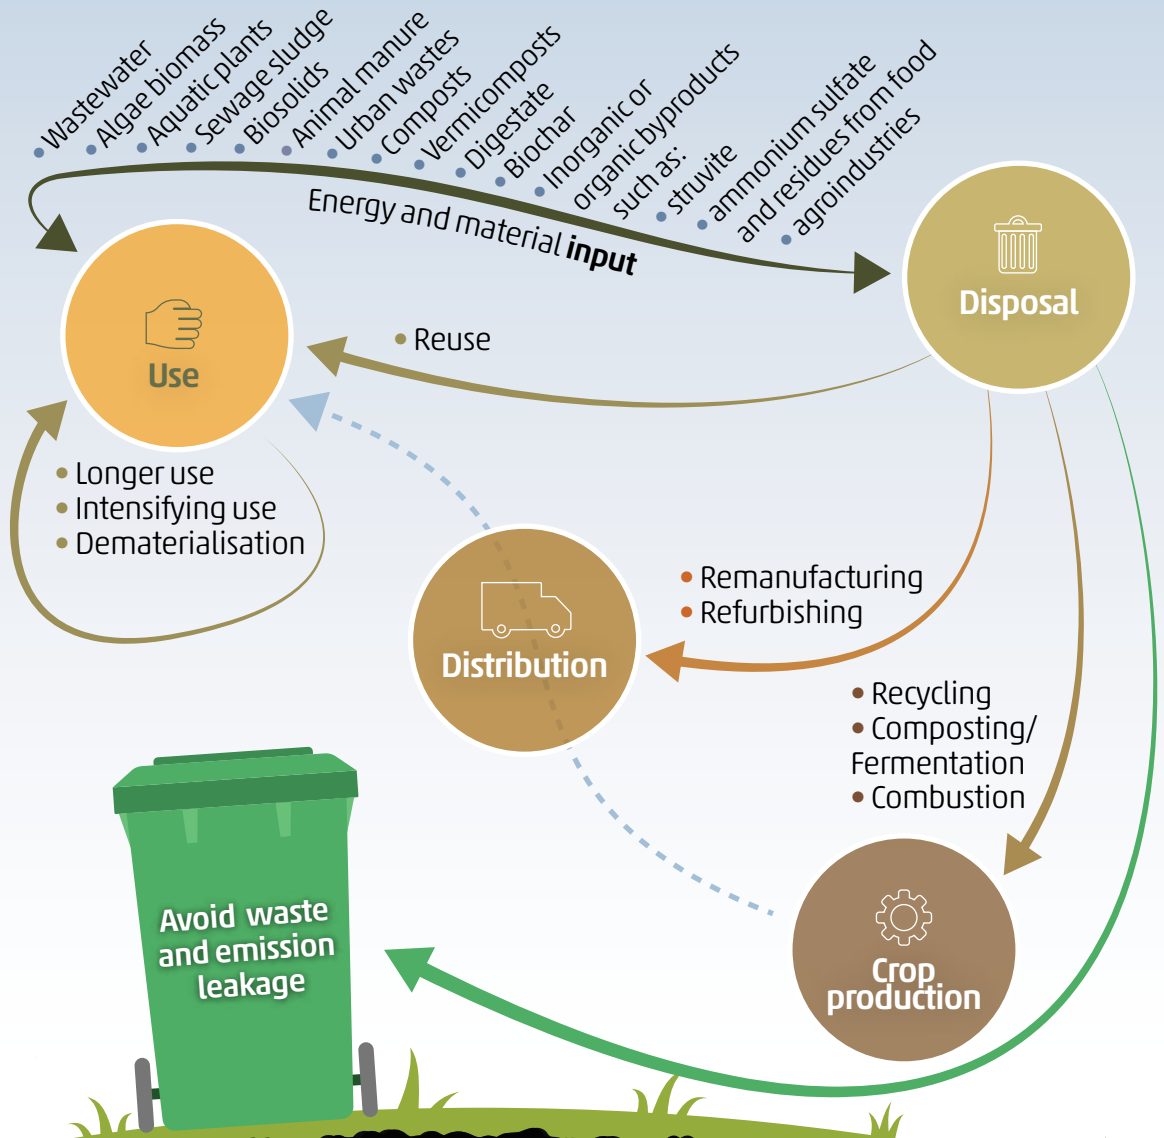 Wastewater
Algae biomass
Aquatic plants
Sewage sludge
Biosolids
Animal manure
Urban wastes
Composts
Vermicomposts
Digestate
Biochar
Inorganic or
organic byproducts
such as:
struvite
ammonium sulfate
and residues from food
agroindustries
Energy and material input
Disposal
Use
Reuse
Longer use
Intensifying use
Dematerialisation
Distribution
Remanufacturing
Refurbishing
Recycling
Composting/
Fermentation
Combustion
Crop
production
Avoid waste
and emission
leakage